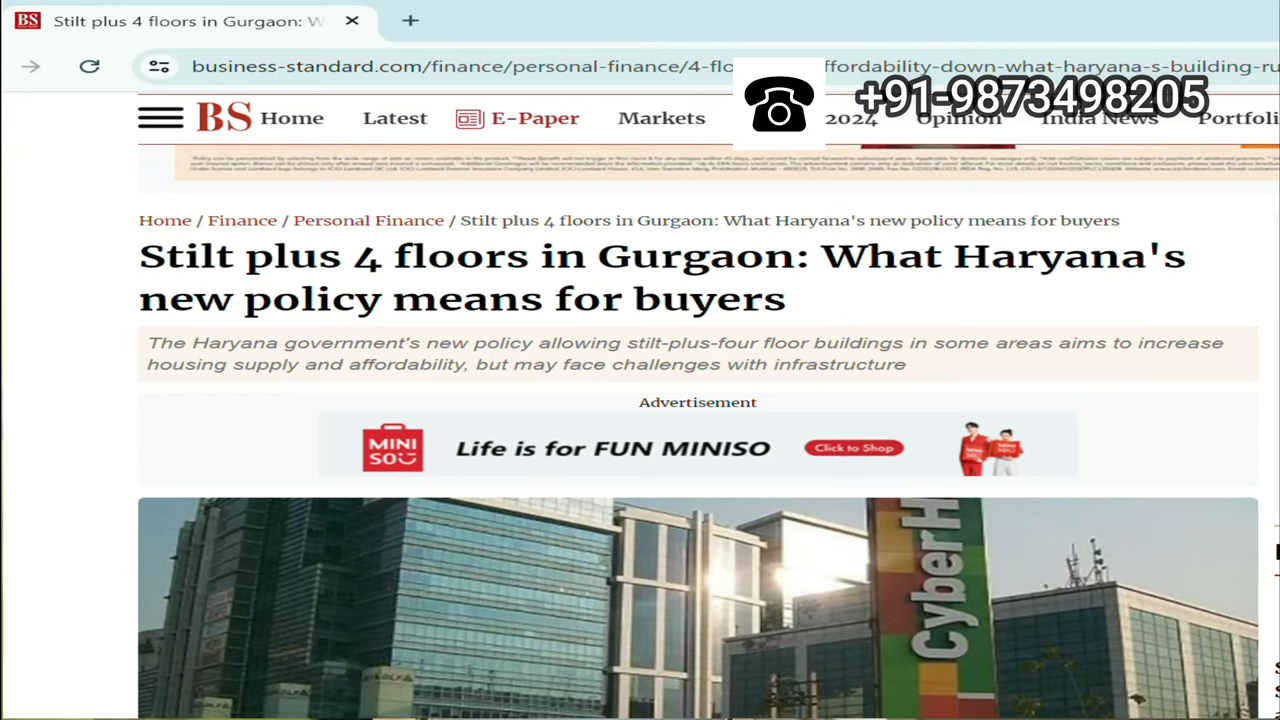 BS Stilt plus 4 floors in Gurgaon: W
business-standard.com/finance/personal-finance/4-flo ffordability-down-what-haryana-s-building-ru
+91-9873498205
BS Home Latest E-Paper Markets 2024 Opinion India News Portfoli
Home / Finance / Personal Finance / Stilt plus 4 floors in Gurgaon: What Haryana's new policy means for buyers
Stilt plus 4 floors in Gurgaon: What Haryana's
new policy means for buyers
The Haryana government's new policy allowing stilt-plus-four floor buildings in some areas aims to increase
housing supply and affordability, but may face challenges with infrastructure
Advertisement
MINI
SO
Life is for FUN MINISO
Click to Shop
Cyber H